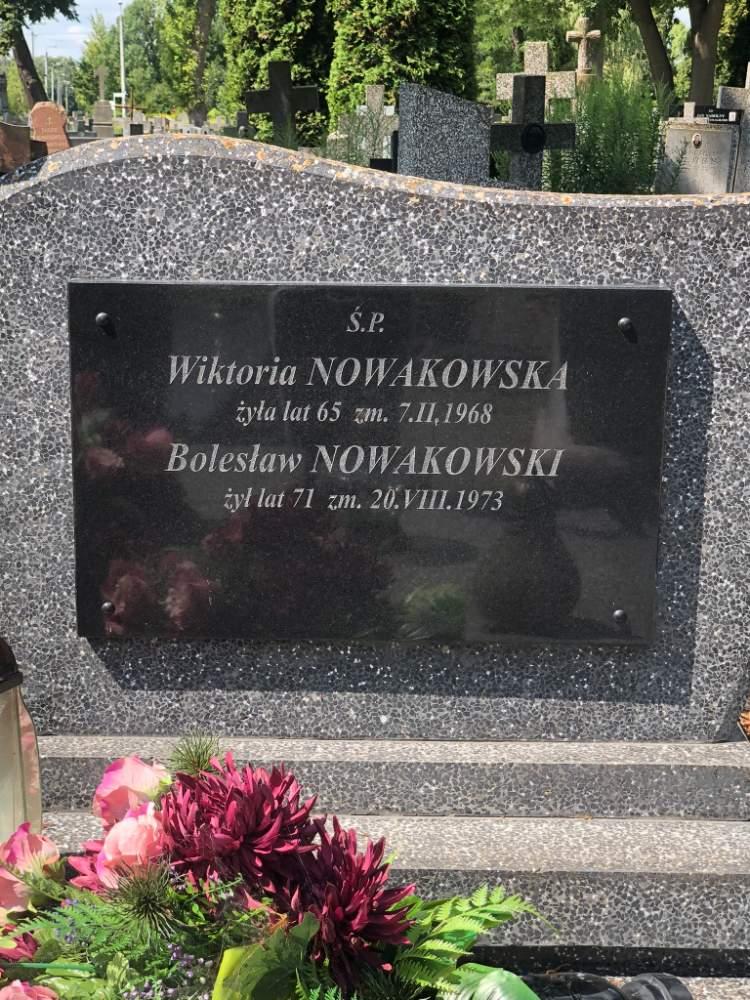 Ś.P.
Wiktoria NOWAKOWSKA
żyła lat 65 zm. 7.II.1968
Bolesław NOWAKOWSKI
żył lat 71 zm. 20.VIII.1973